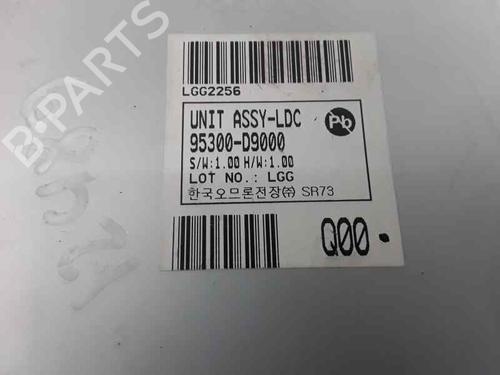 LGG2256
UNIT ASSY-LDC
Pb
95300-D9000
S/W:1.00 H/W:1.00
LOT NO.: LGG
한국오므론전장㈜ SR73
Q00.
B-PARTS